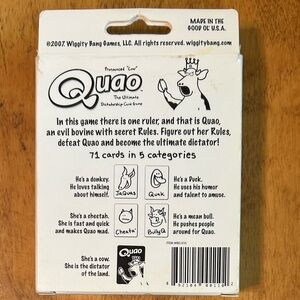 MADE IN THE
GOOD OL' U.S.A.
©2007, Wiggity Bang Games, LLC. All rights reserved. wiggitybang.com
Pronounced "Cow"
Quao
The Ultimate
Dictatorship Card Game
In this game there is one ruler, and that is Quao,
an evil bovine with secret Rules. Figure out her Rules,
defeat Quao and become the ultimate dictator!
71 cards in 5 categories
He's a donkey.
He loves talking
about himself.
JaQuas
Quak
He's a Duck.
He uses his humor
and talent to amuse.
She's a cheetah.
She is fast and quick
and makes Quao mad.
Cheata'
BullyQ
He's a mean bull.
He pushes people
around for Quao.
She's a cow.
She is the dictator
of the land.
Quao